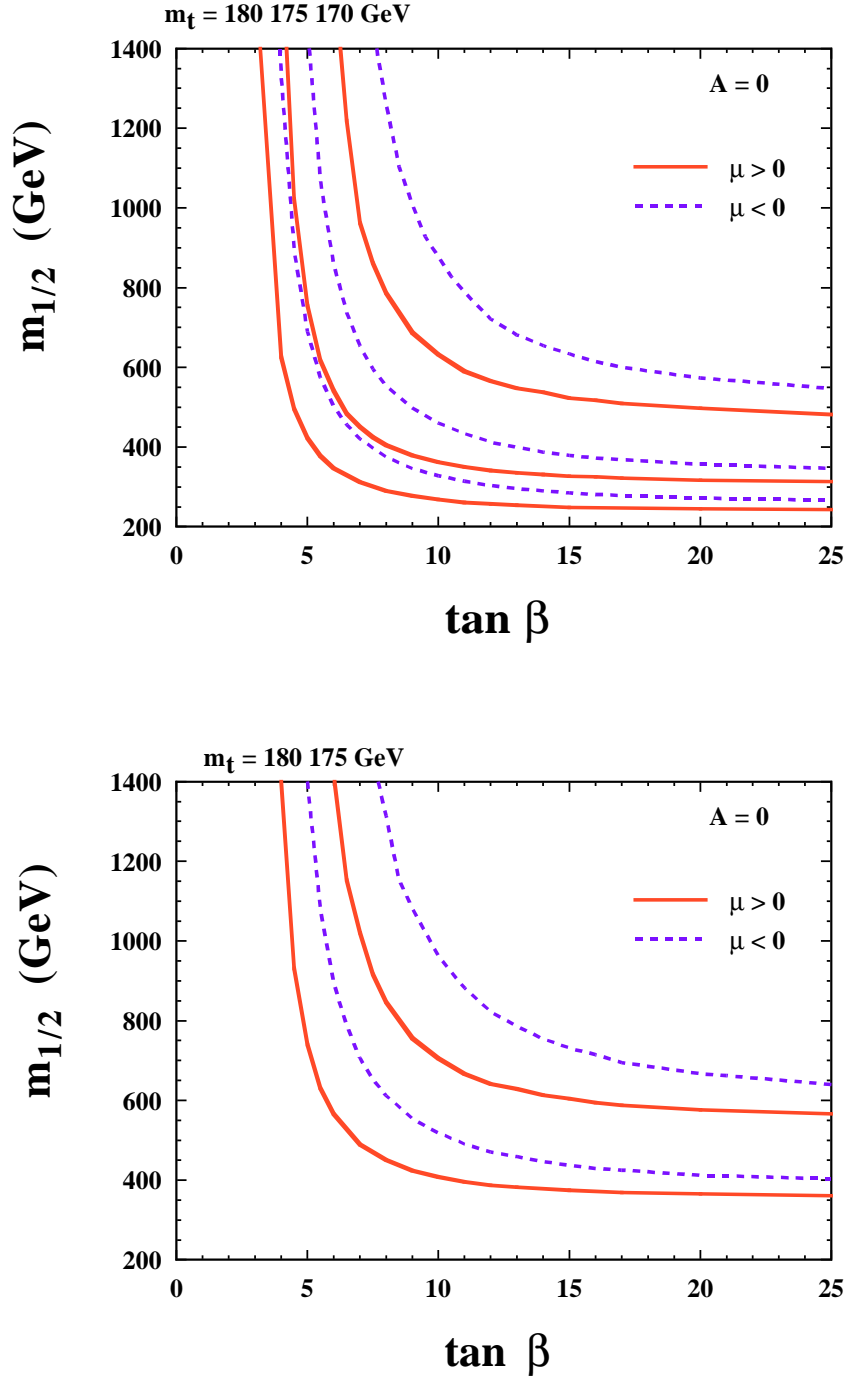 m_t = 180 175 170 GeV
1400
A = 0
1200
μ > 0
1000
μ < 0
800
600
400
200
m_1/2 (GeV)
0 5 10 15 20 25
tan β
m_t = 180 175 GeV
1400
A = 0
1200
μ > 0
1000
μ < 0
800
600
400
200
m_1/2 (GeV)
0 5 10 15 20 25
tan β